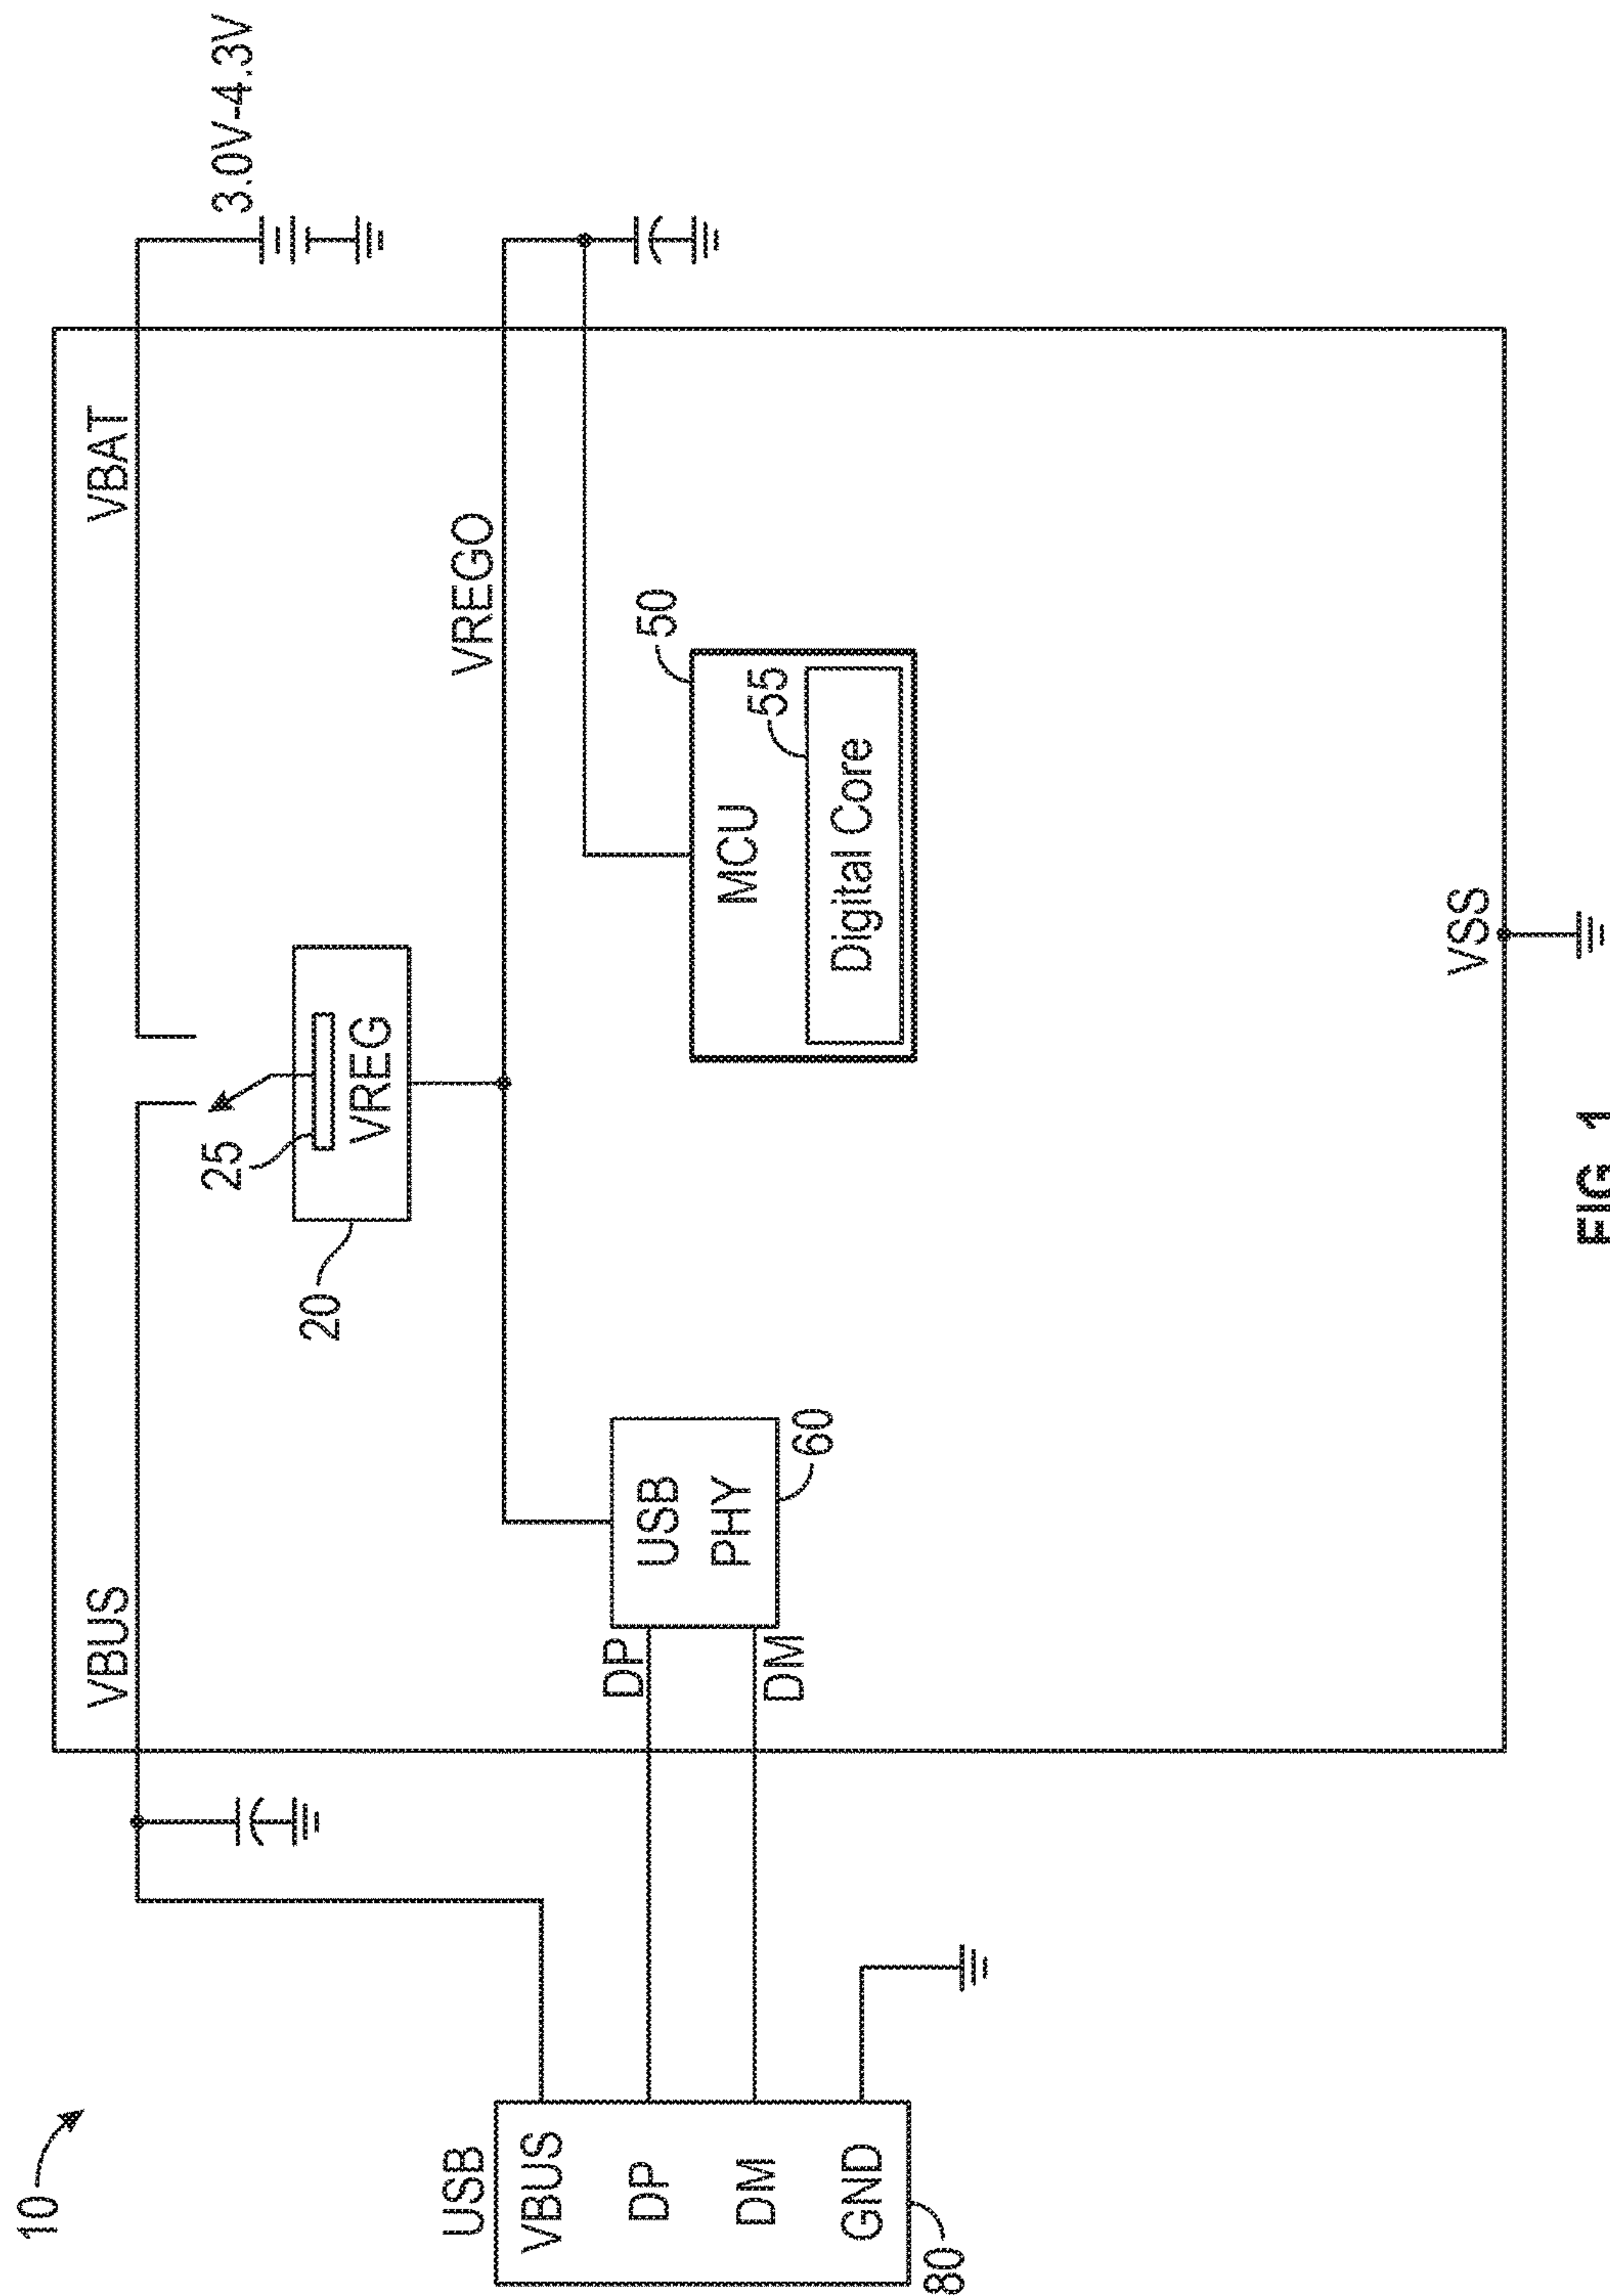 10
VBUS
VBAT
3.0V-4.3V
25
VREG
20
VREGO
USB
VBUS
DP
DM
GND
80
DP
DM
USB
PHY
60
50
MCU
55
Digital Core
VSS
FIG. 1